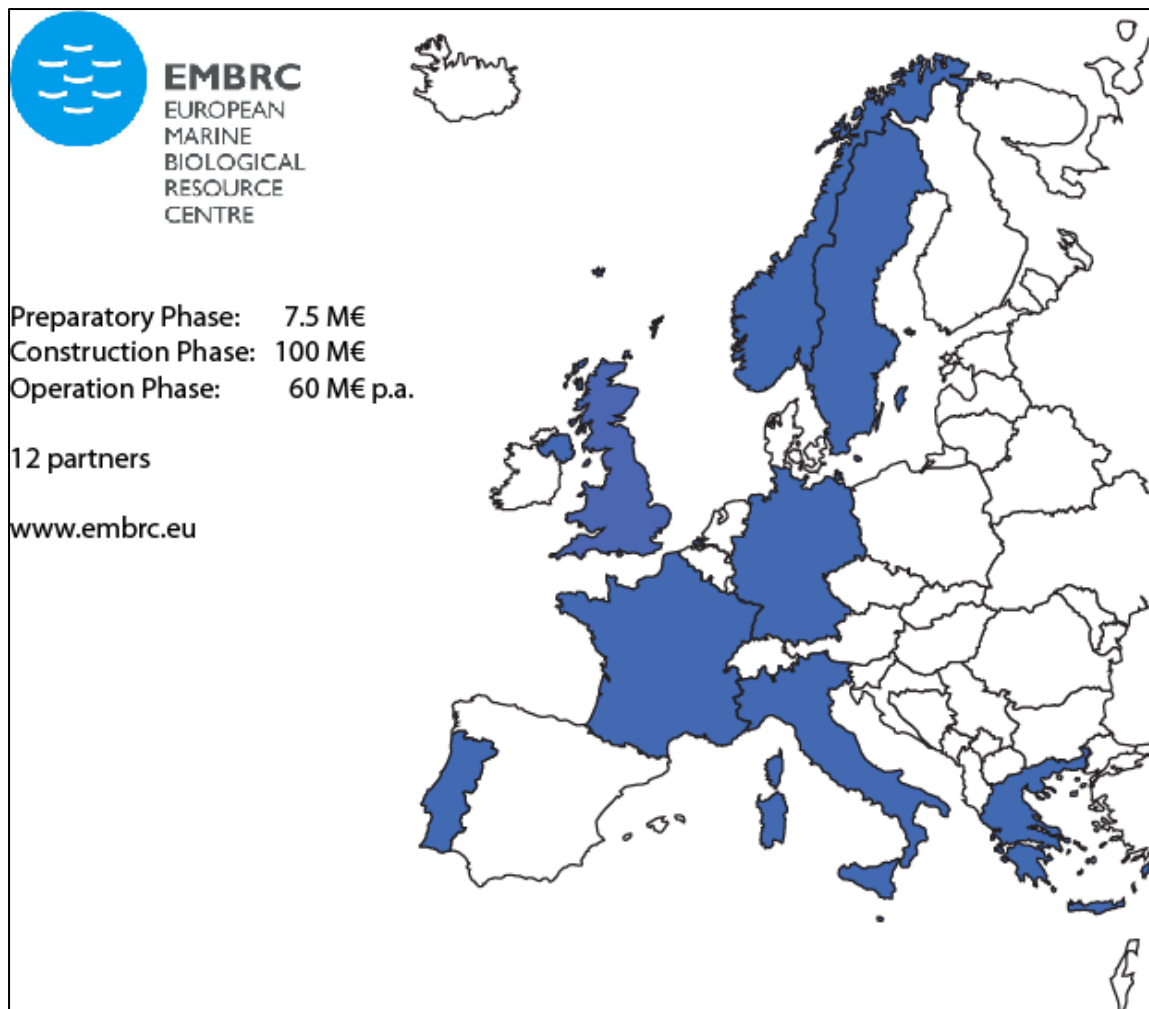 EMBRC
EUROPEAN
MARINE
BIOLOGICAL
RESOURCE
CENTRE
Preparatory Phase: 7.5 M€
Construction Phase: 100 M€
Operation Phase: 60 M€ p.a.
12 partners
www.embrc.eu